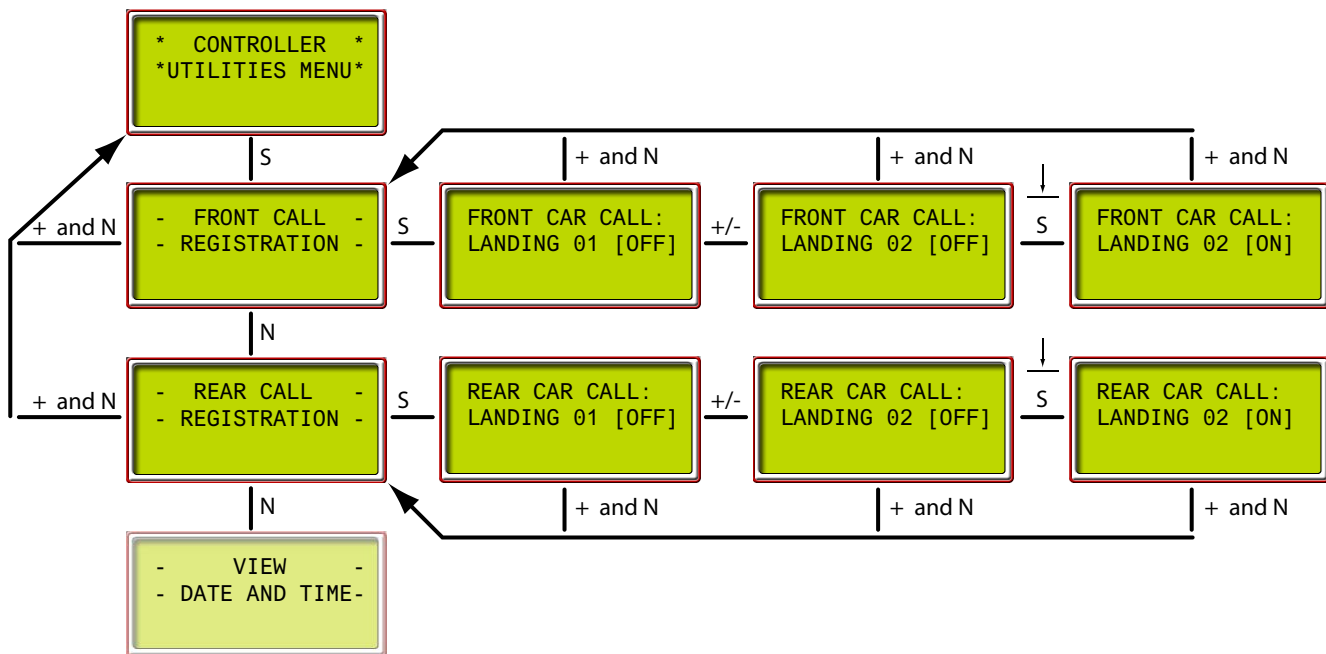 *  CONTROLLER  *
*UTILITIES MENU*
S
+ and N
+ and N
+ and N
+ and N
-  FRONT CALL  -
- REGISTRATION -
S
FRONT CAR CALL:
LANDING 01 [OFF]
+/-
FRONT CAR CALL:
LANDING 02 [OFF]
S
FRONT CAR CALL:
LANDING 02 [ON]
N
+ and N
-  REAR CALL   -
- REGISTRATION -
S
REAR CAR CALL:
LANDING 01 [OFF]
+/-
REAR CAR CALL:
LANDING 02 [OFF]
S
REAR CAR CALL:
LANDING 02 [ON]
N
+ and N
+ and N
+ and N
-     VIEW     -
- DATE AND TIME-